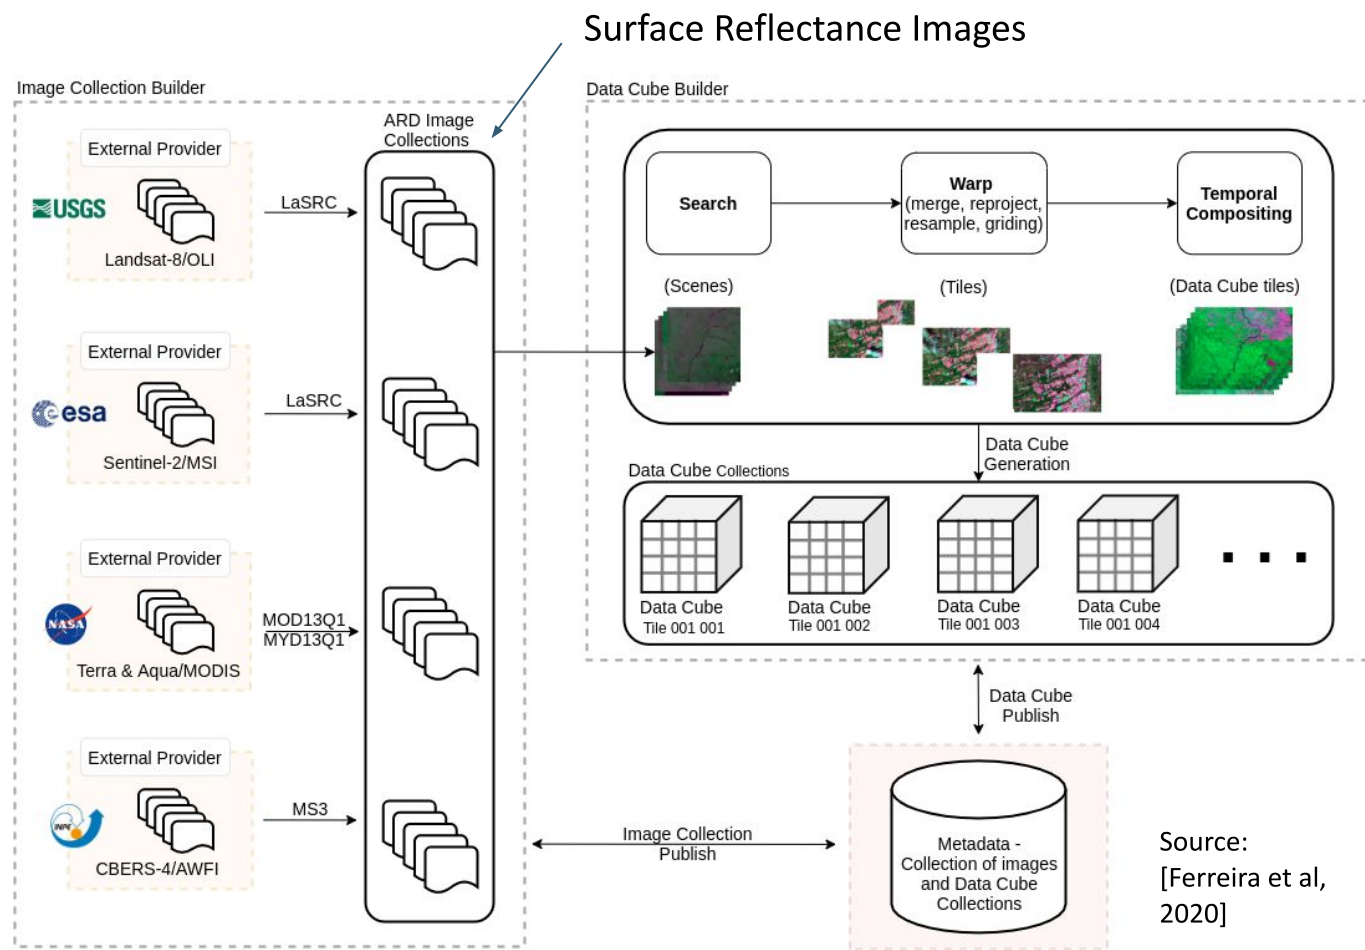 Surface Reflectance Images
Image Collection Builder
External Provider
USGS
Landsat-8/OLI
LaSRC
External Provider
esa
Sentinel-2/MSI
LaSRC
External Provider
NASA
Terra & Aqua/MODIS
MOD13Q1
MYD13Q1
External Provider
INPE
CBERS-4/AWFI
MS3
ARD Image
Collections
Data Cube Builder
Search
Warp
(merge, reproject,
resample, griding)
Temporal
Compositing
(Scenes)
(Tiles)
(Data Cube tiles)
Data Cube
Generation
Data Cube Collections
Data Cube
Tile 001 001
Data Cube
Tile 001 002
Data Cube
Tile 001 003
Data Cube
Tile 001 004
Data Cube
Publish
Image Collection
Publish
Metadata -
Collection of images
and Data Cube
Collections
Source:
[Ferreira et al,
2020]